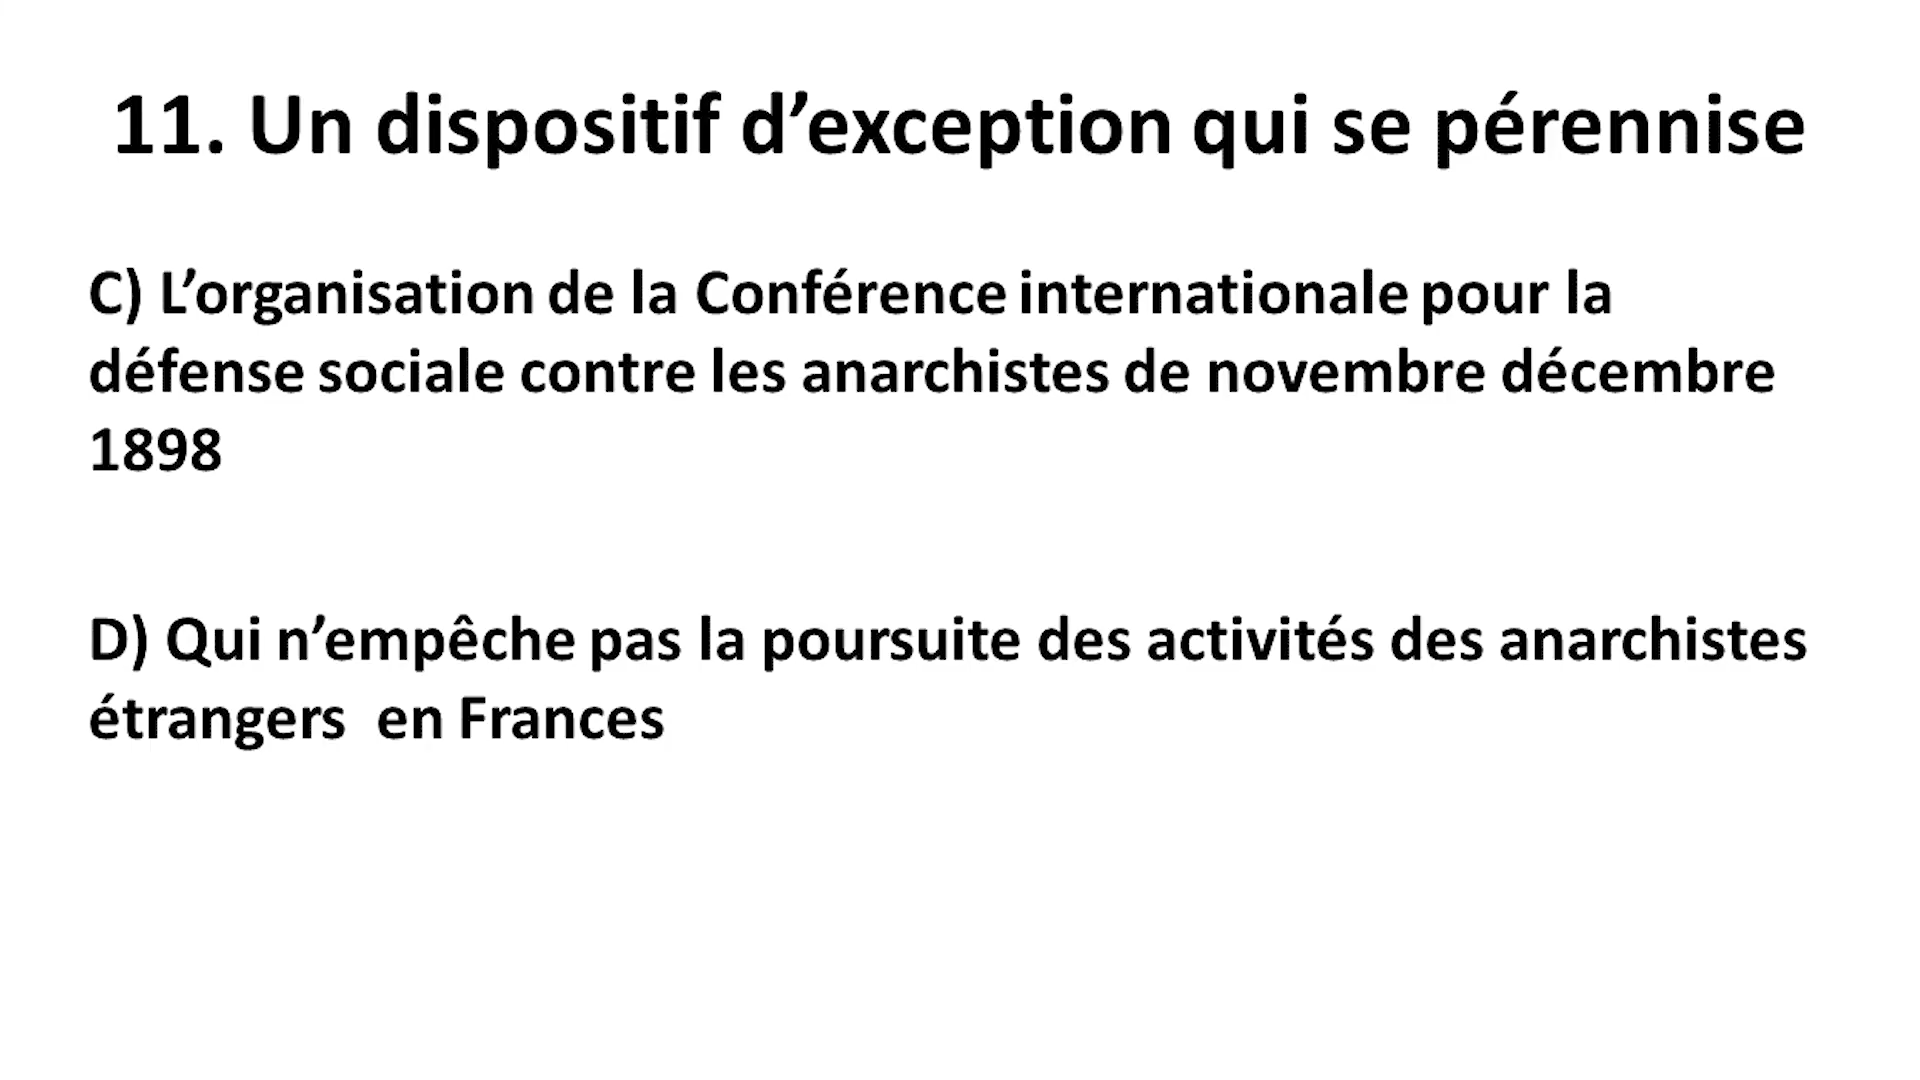 11. Un dispositif d’exception qui se pérennise
C) L’organisation de la Conférence internationale pour la
défense sociale contre les anarchistes de novembre décembre
1898
D) Qui n’empêche pas la poursuite des activités des anarchistes
étrangers  en Frances